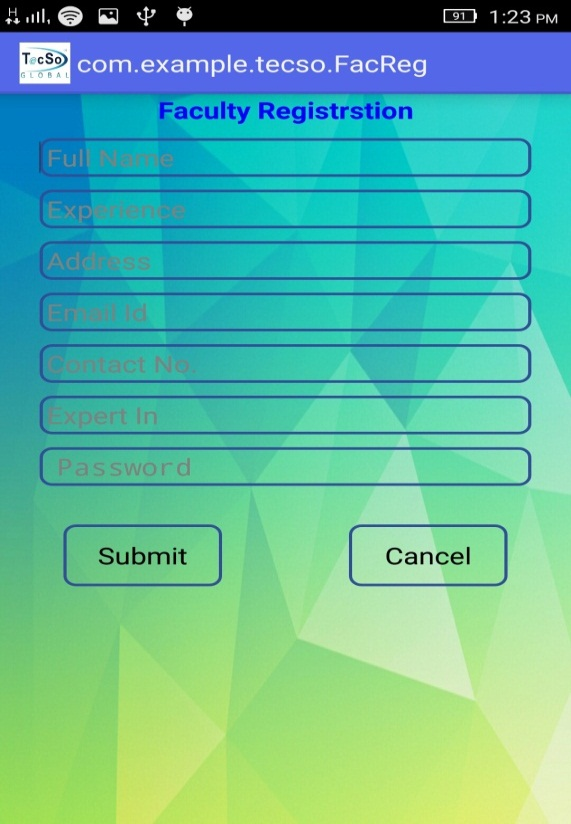 H 91 1:23 PM
TecSo GLOBAL com.example.tecso.FacReg
Faculty Registrstion
Full Name
Experience
Address
Email Id
Contact No.
Expert In
Password
Submit Cancel